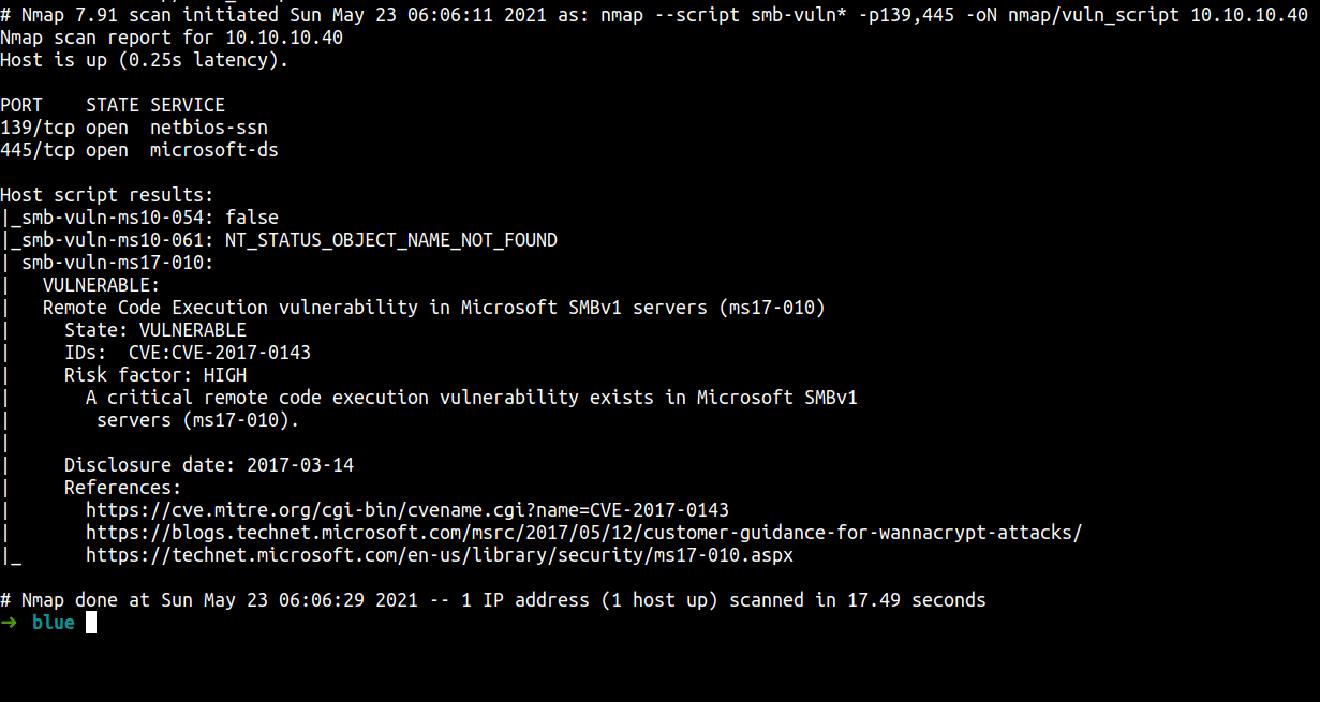 # Nmap 7.91 scan initiated Sun May 23 06:06:11 2021 as: nmap --script smb-vuln* -p139,445 -oN nmap/vuln_script 10.10.10.40
Nmap scan report for 10.10.10.40
Host is up (0.25s latency).
PORT    STATE SERVICE
139/tcp open  netbios-ssn
445/tcp open  microsoft-ds
Host script results:
|_smb-vuln-ms10-054: false
|_smb-vuln-ms10-061: NT_STATUS_OBJECT_NAME_NOT_FOUND
| smb-vuln-ms17-010:
|   VULNERABLE:
|   Remote Code Execution vulnerability in Microsoft SMBv1 servers (ms17-010)
|     State: VULNERABLE
|     IDs:  CVE:CVE-2017-0143
|     Risk factor: HIGH
|       A critical remote code execution vulnerability exists in Microsoft SMBv1
|        servers (ms17-010).
|
|     Disclosure date: 2017-03-14
|     References:
|       https://cve.mitre.org/cgi-bin/cvename.cgi?name=CVE-2017-0143
|       https://blogs.technet.microsoft.com/msrc/2017/05/12/customer-guidance-for-wannacrypt-attacks/
|_      https://technet.microsoft.com/en-us/library/security/ms17-010.aspx
# Nmap done at Sun May 23 06:06:29 2021 -- 1 IP address (1 host up) scanned in 17.49 seconds
→ blue